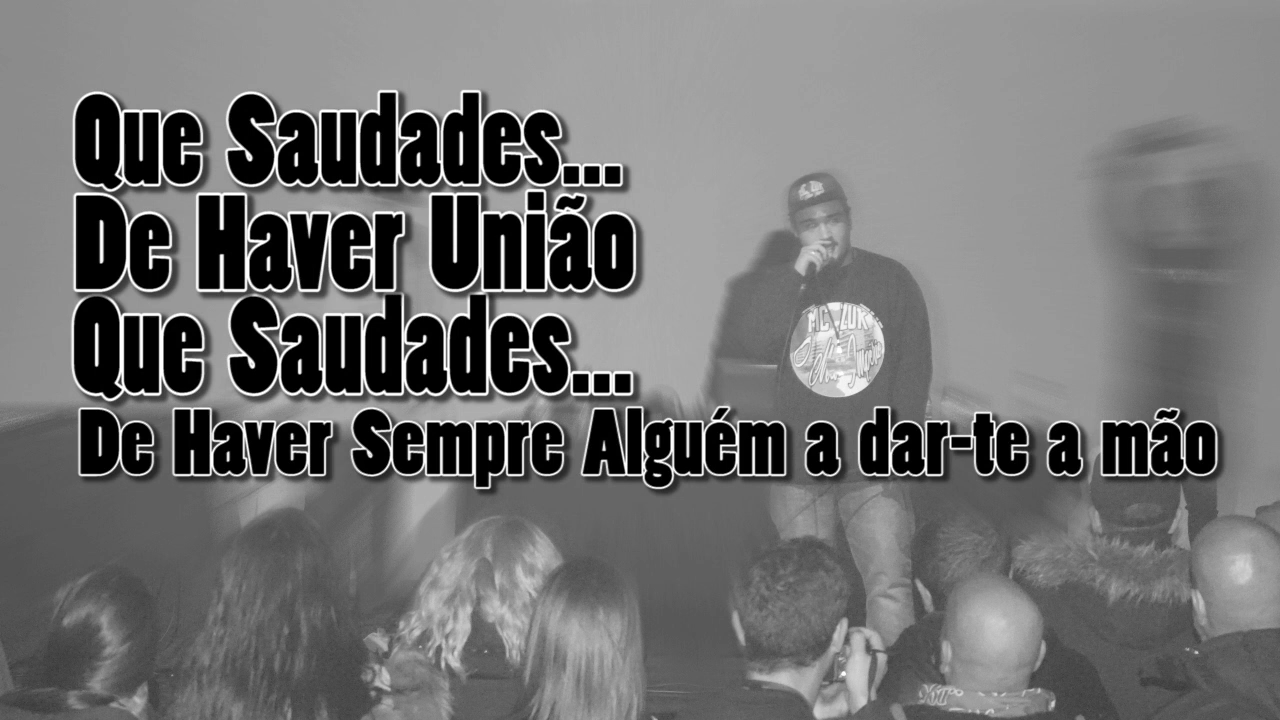 Que Saudades...
De Haver União
Que Saudades...
De Haver Sempre Alguém a dar-te a mão